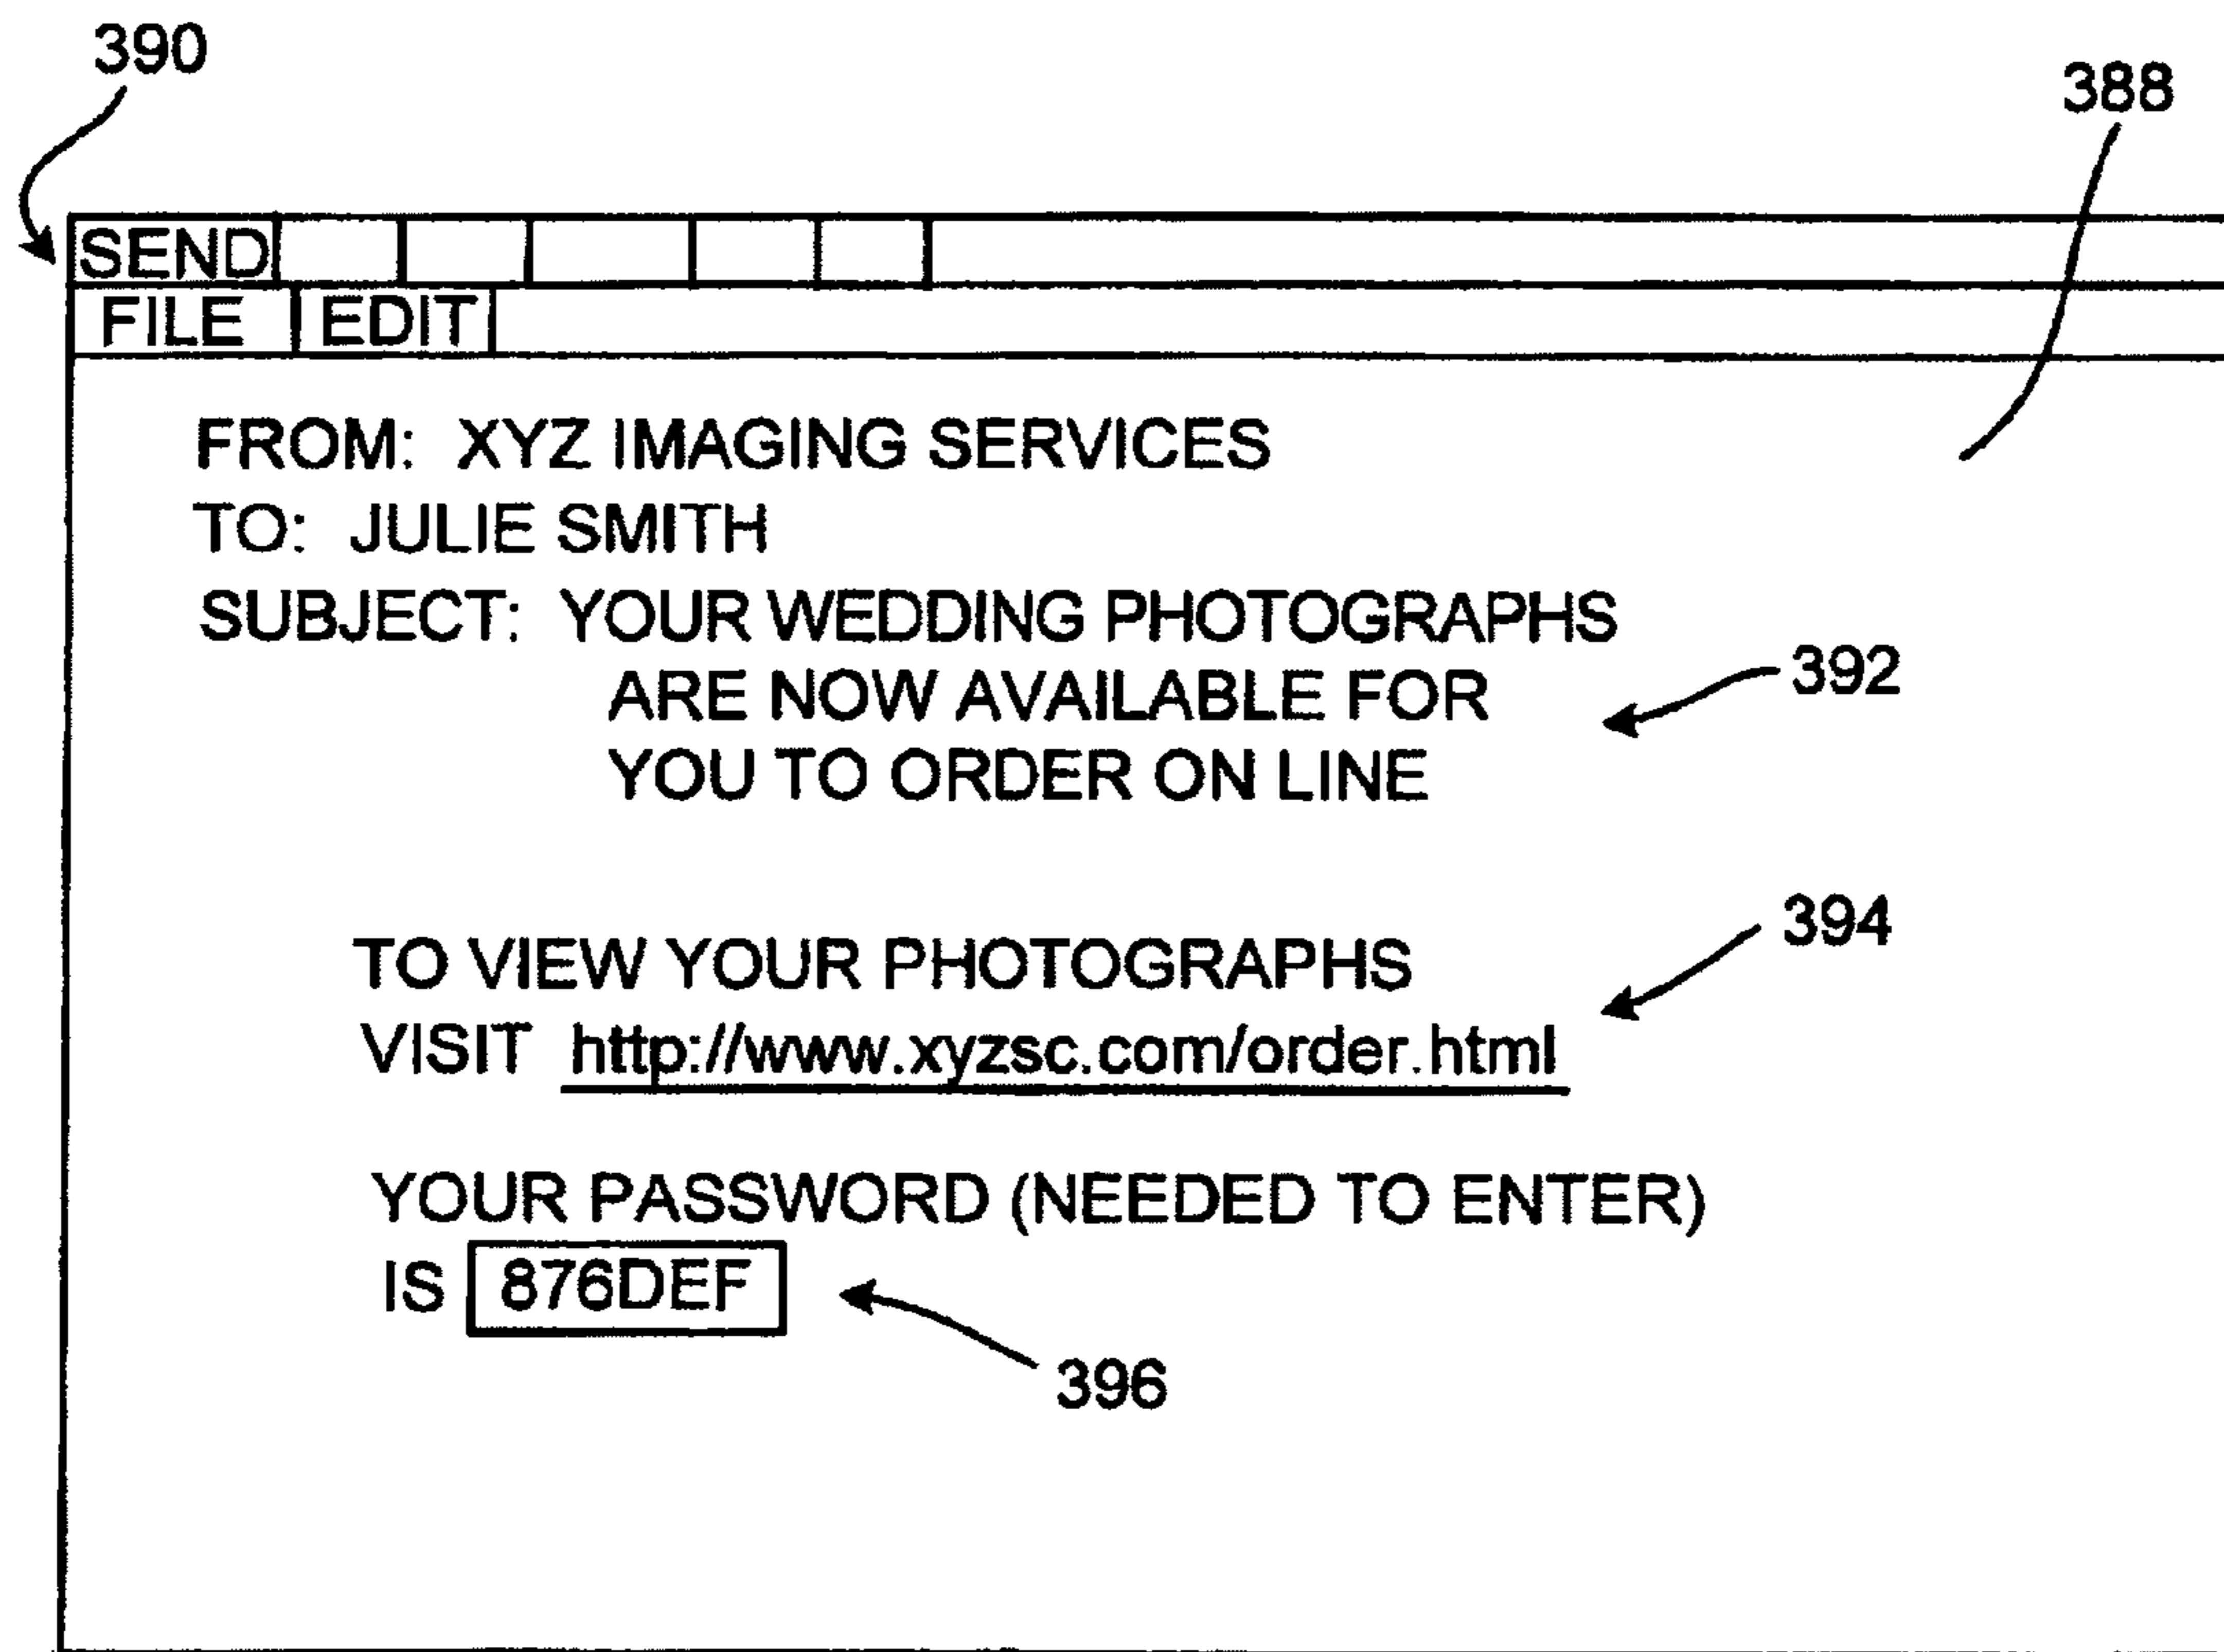 390
388
SEND
FILE EDIT
FROM: XYZ IMAGING SERVICES
TO: JULIE SMITH
SUBJECT: YOUR WEDDING PHOTOGRAPHS
ARE NOW AVAILABLE FOR
392
YOU TO ORDER ON LINE
394
TO VIEW YOUR PHOTOGRAPHS
VISIT http://www.xyzsc.com/order.html
YOUR PASSWORD (NEEDED TO ENTER)
IS 876DEF
396